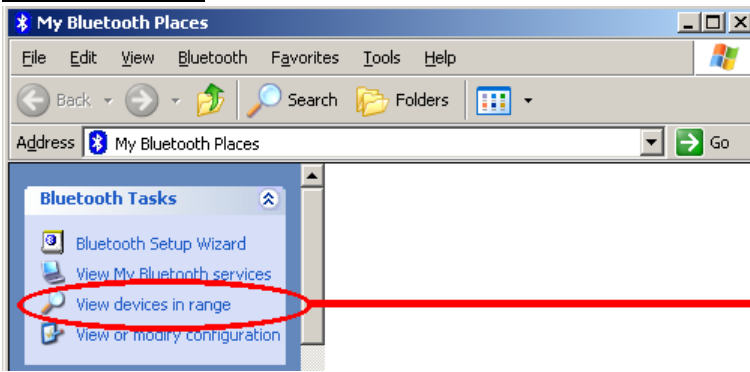 My Bluetooth Places
File Edit View Bluetooth Favorites Tools Help
Back Search Folders
Address My Bluetooth Places Go
Bluetooth Tasks
Bluetooth Setup Wizard
View My Bluetooth services
View devices in range
View or modify configuration